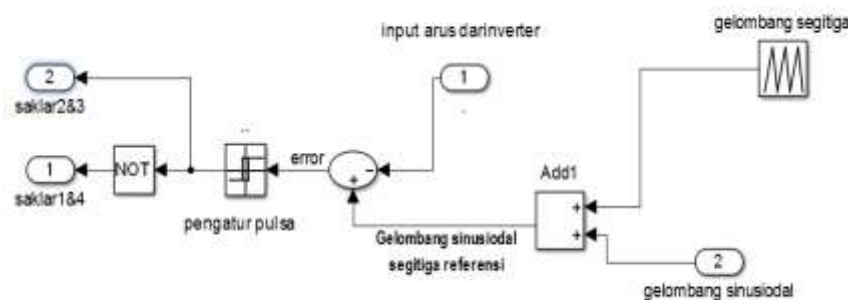 gelombang segitiga
input arus darinverter
2
saklar2&3
1
error
Add1
NOT
1
saklar1&4
pengatur pulsa
Gelombang sinusiodal
segitiga referensi
2
gelombang sinusiodal